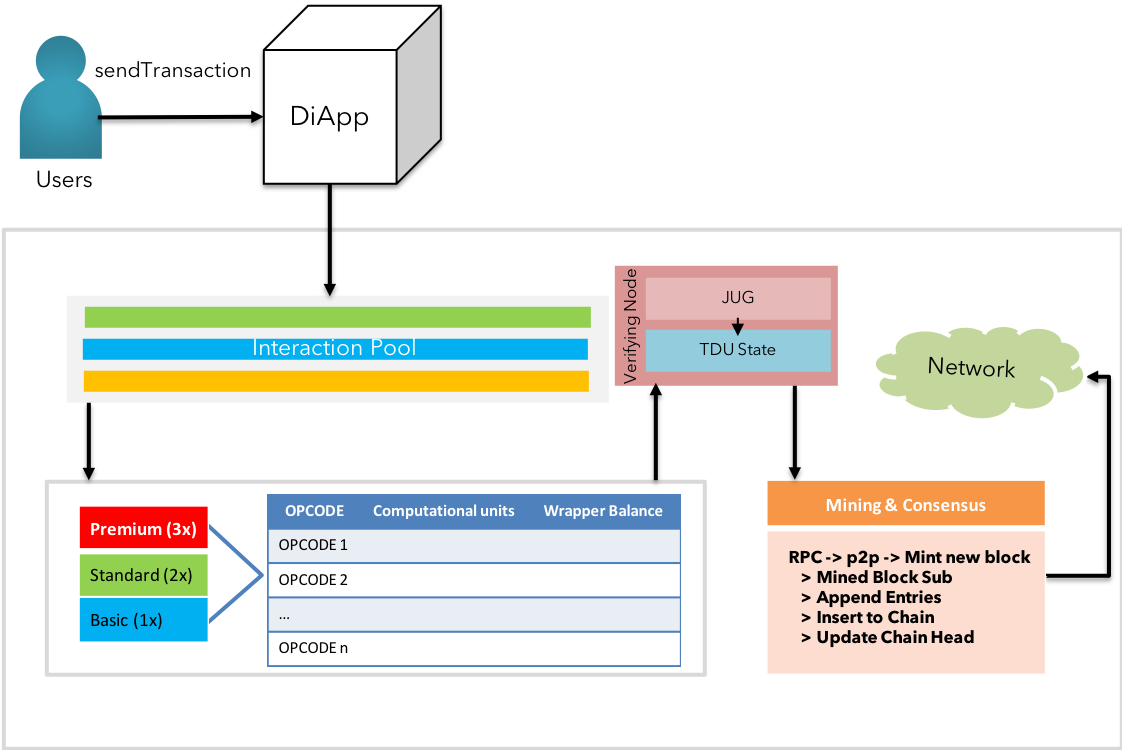 sendTransaction
DiApp
Users
Interaction Pool
Verifying Node
JUG
TDU State
Network
Premium (3x)
Standard (2x)
Basic (1x)
OPCODE Computational units Wrapper Balance
OPCODE 1
OPCODE 2
...
OPCODE n
Mining & Consensus
RPC -> p2p -> Mint new block
> Mined Block Sub
> Append Entries
> Insert to Chain
> Update Chain Head